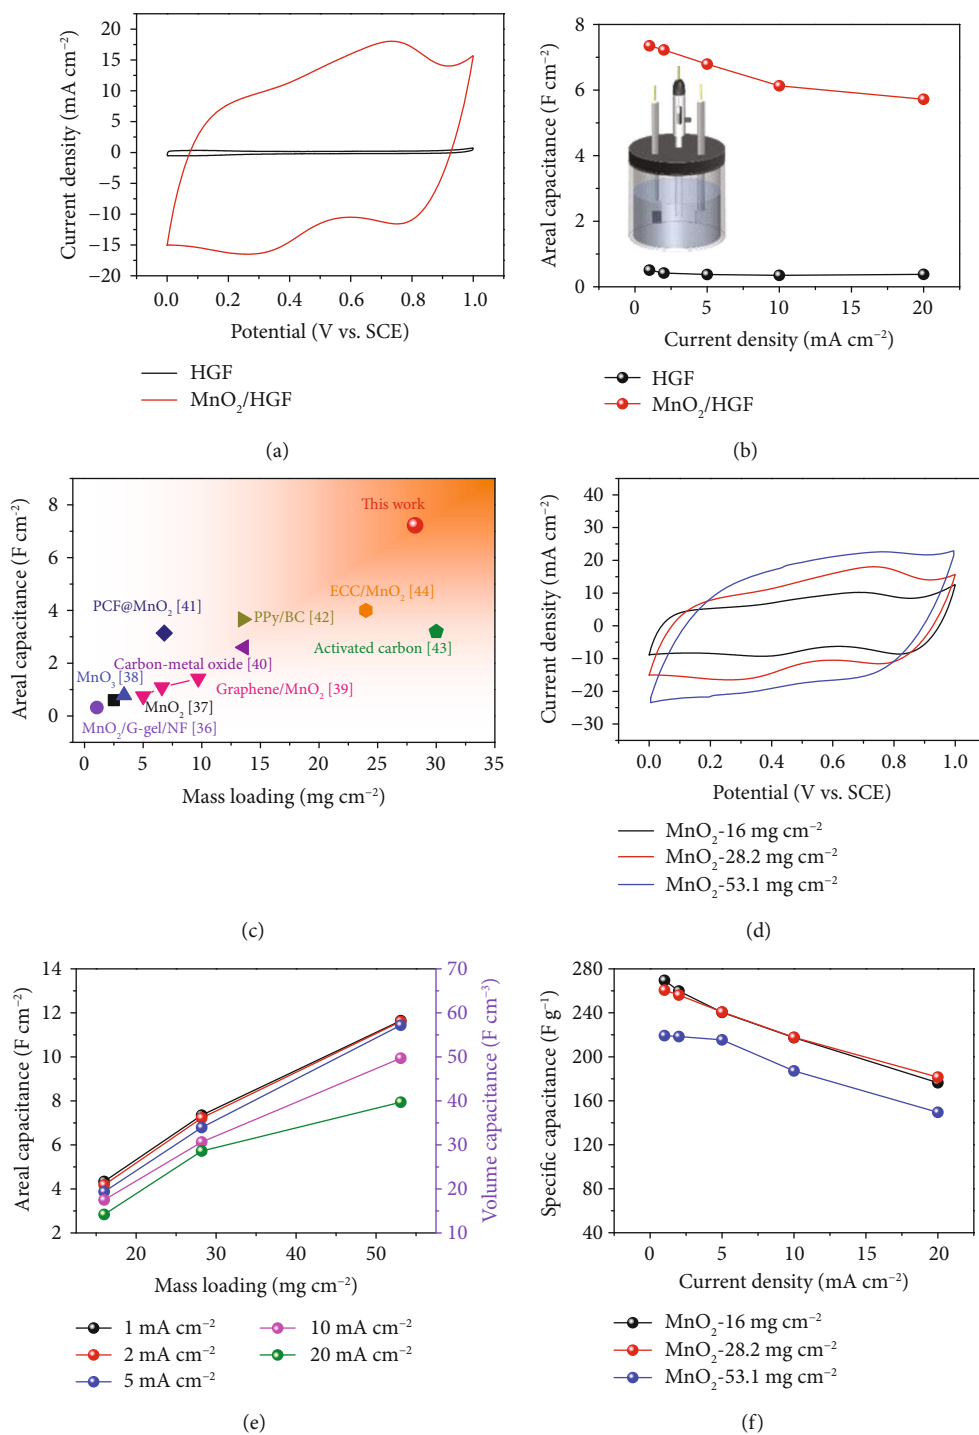 20
15
10
5
0
−5
−10
−15
−20
Current density (mA cm⁻²)
0.0 0.2 0.4 0.6 0.8 1.0
Potential (V vs. SCE)
HGF
MnO₂/HGF
(a)
8
6
4
2
0
Areal capacitance (F cm⁻²)
0 5 10 15 20
Current density (mA cm⁻²)
HGF
MnO₂/HGF
(b)
8
6
4
2
0
Areal capacitance (F cm⁻²)
This work
ECC/MnO₂ [44]
PCF@MnO₂ [41]
PPy/BC [42]
Activated carbon [43]
Carbon-metal oxide [40]
MnO₃ [38]
Graphene/MnO₂ [39]
MnO₂ [37]
MnO₂/G-gel/NF [36]
0 5 10 15 20 25 30 35
Mass loading (mg cm⁻²)
(c)
40
30
20
10
0
−10
−20
−30
Current density (mA cm⁻²)
0.0 0.2 0.4 0.6 0.8 1.0
Potential (V vs. SCE)
MnO₂-16 mg cm⁻²
MnO₂-28.2 mg cm⁻²
MnO₂-53.1 mg cm⁻²
(d)
14
12
10
8
6
4
2
Areal capacitance (F cm⁻²)
70
60
50
40
30
20
10
Volume capacitance (F cm⁻³)
20 30 40 50
Mass loading (mg cm⁻²)
1 mA cm⁻²
2 mA cm⁻²
5 mA cm⁻²
10 mA cm⁻²
20 mA cm⁻²
(e)
280
240
200
160
120
80
40
Specific capacitance (F g⁻¹)
0 5 10 15 20
Current density (mA cm⁻²)
MnO₂-16 mg cm⁻²
MnO₂-28.2 mg cm⁻²
MnO₂-53.1 mg cm⁻²
(f)